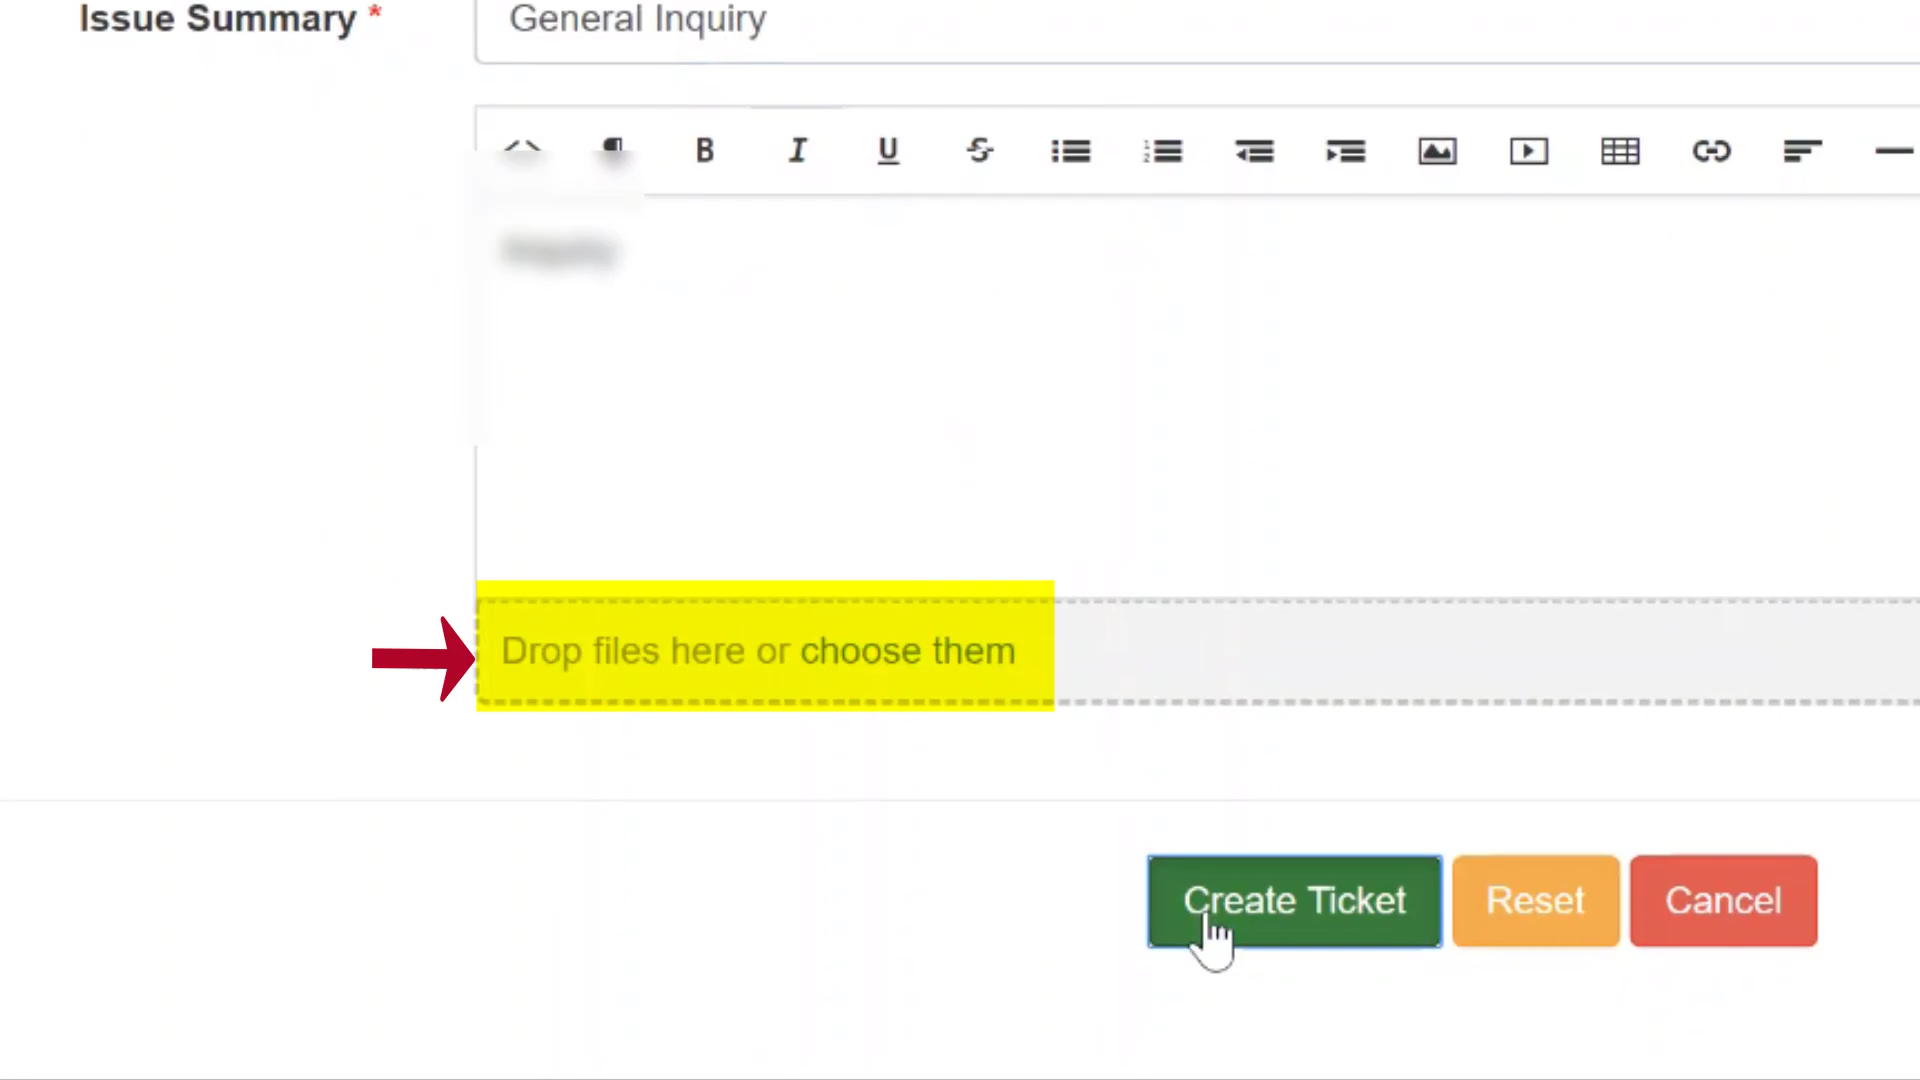 Issue Summary *
General Inquiry
Drop files here or choose them
Create Ticket
Reset
Cancel